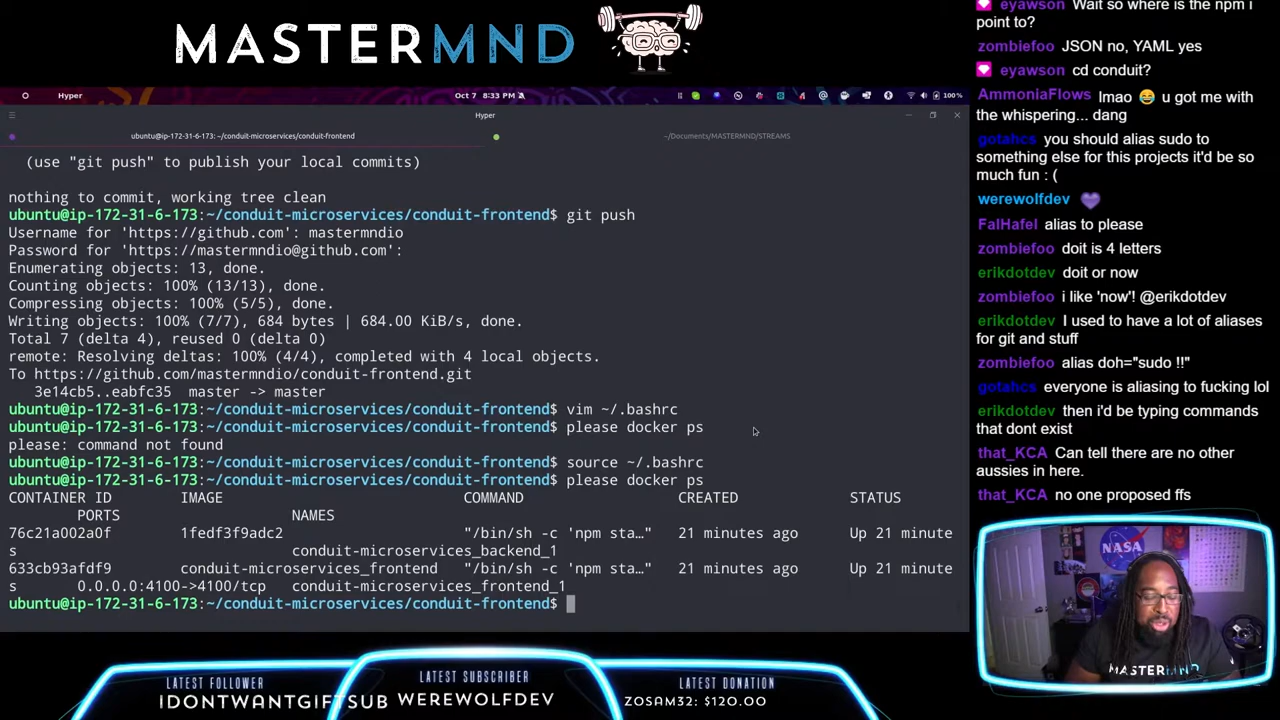 MASTERMND
Hyper
Oct 7 8:33 PM
100%
Hyper
ubuntu@ip-172-31-6-173: ~/conduit-microservices/conduit-frontend
~/Documents/MASTERMND/STREAMS
(use "git push" to publish your local commits)
nothing to commit, working tree clean
ubuntu@ip-172-31-6-173:~/conduit-microservices/conduit-frontend$ git push
Username for 'https://github.com': mastermndio
Password for 'https://mastermndio@github.com':
Enumerating objects: 13, done.
Counting objects: 100% (13/13), done.
Compressing objects: 100% (5/5), done.
Writing objects: 100% (7/7), 684 bytes | 684.00 KiB/s, done.
Total 7 (delta 4), reused 0 (delta 0)
remote: Resolving deltas: 100% (4/4), completed with 4 local objects.
To https://github.com/mastermndio/conduit-frontend.git
3e14cb5..eabfc35  master -> master
ubuntu@ip-172-31-6-173:~/conduit-microservices/conduit-frontend$ vim ~/.bashrc
ubuntu@ip-172-31-6-173:~/conduit-microservices/conduit-frontend$ please docker ps
please: command not found
ubuntu@ip-172-31-6-173:~/conduit-microservices/conduit-frontend$ source ~/.bashrc
ubuntu@ip-172-31-6-173:~/conduit-microservices/conduit-frontend$ please docker ps
CONTAINER ID IMAGE COMMAND CREATED STATUS
PORTS NAMES
76c21a002a0f 1fedf3f9adc2 "/bin/sh -c 'npm sta…" 21 minutes ago Up 21 minute
s conduit-microservices_backend_1
633cb93afdf9 conduit-microservices_frontend "/bin/sh -c 'npm sta…" 21 minutes ago Up 21 minute
s 0.0.0.0:4100->4100/tcp conduit-microservices_frontend_1
ubuntu@ip-172-31-6-173:~/conduit-microservices/conduit-frontend$
eyawson Wait so where is the npm i
point to?
zombiefoo JSON no, YAML yes
eyawson cd conduit?
AmmoniaFlows lmao 😂 u got me with
the whispering... dang
gotahcs you should alias sudo to
something else for this projects it'd be so
much fun : (
werewolfdev 💜
FalHafel alias to please
zombiefoo doit is 4 letters
erikdotdev doit or now
zombiefoo i like 'now'! @erikdotdev
erikdotdev I used to have a lot of aliases
for git and stuff
zombiefoo alias doh="sudo !!"
gotahcs everyone is aliasing to fucking lol
erikdotdev then i'd be typing commands
that dont exist
that_KCA Can tell there are no other
aussies in here.
that_KCA no one proposed ffs
NASA
MASTERMND
LATEST FOLLOWER
IDONTWANTGIFTSUB
LATEST SUBSCRIBER
WEREWOLFDEV
LATEST DONATION
ZOSAM32: $120.00